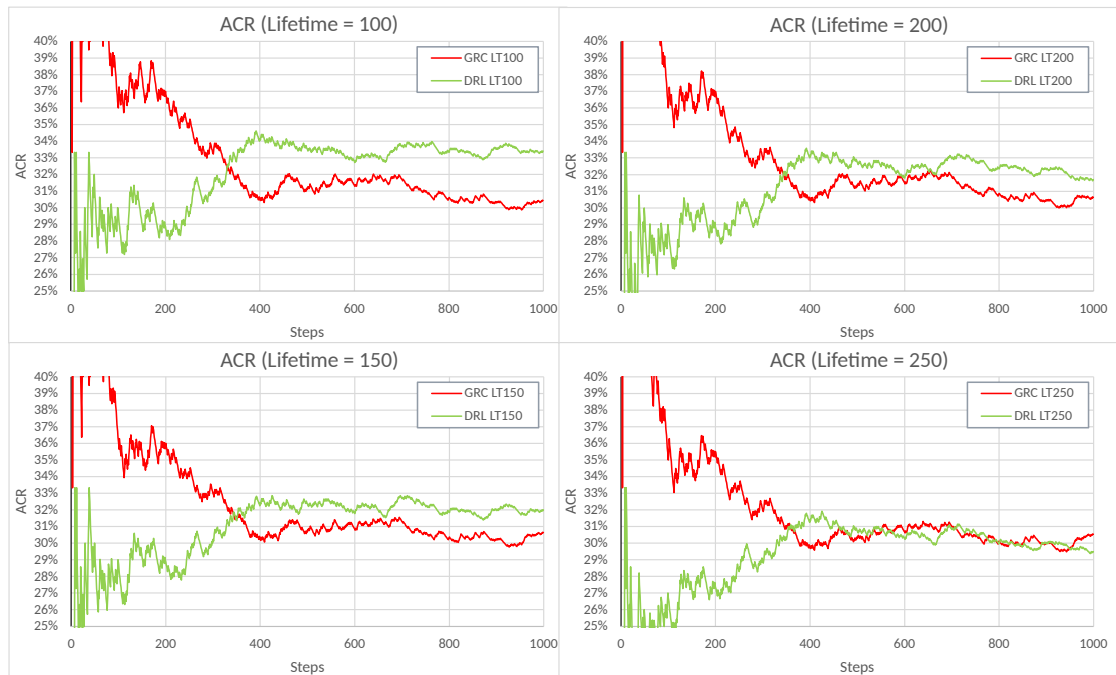 ACR (Lifetime = 100)
40%
39%
38%
37%
36%
35%
34%
33%
32%
31%
30%
29%
28%
27%
26%
25%
ACR
GRC LT100
DRL LT100
0 200 400 600 800 1000
Steps
ACR (Lifetime = 200)
40%
39%
38%
37%
36%
35%
34%
33%
32%
31%
30%
29%
28%
27%
26%
25%
ACR
GRC LT200
DRL LT200
0 200 400 600 800 1000
Steps
ACR (Lifetime = 150)
40%
39%
38%
37%
36%
35%
34%
33%
32%
31%
30%
29%
28%
27%
26%
25%
ACR
GRC LT150
DRL LT150
0 200 400 600 800 1000
Steps
ACR (Lifetime = 250)
40%
39%
38%
37%
36%
35%
34%
33%
32%
31%
30%
29%
28%
27%
26%
25%
ACR
GRC LT250
DRL LT250
0 200 400 600 800 1000
Steps